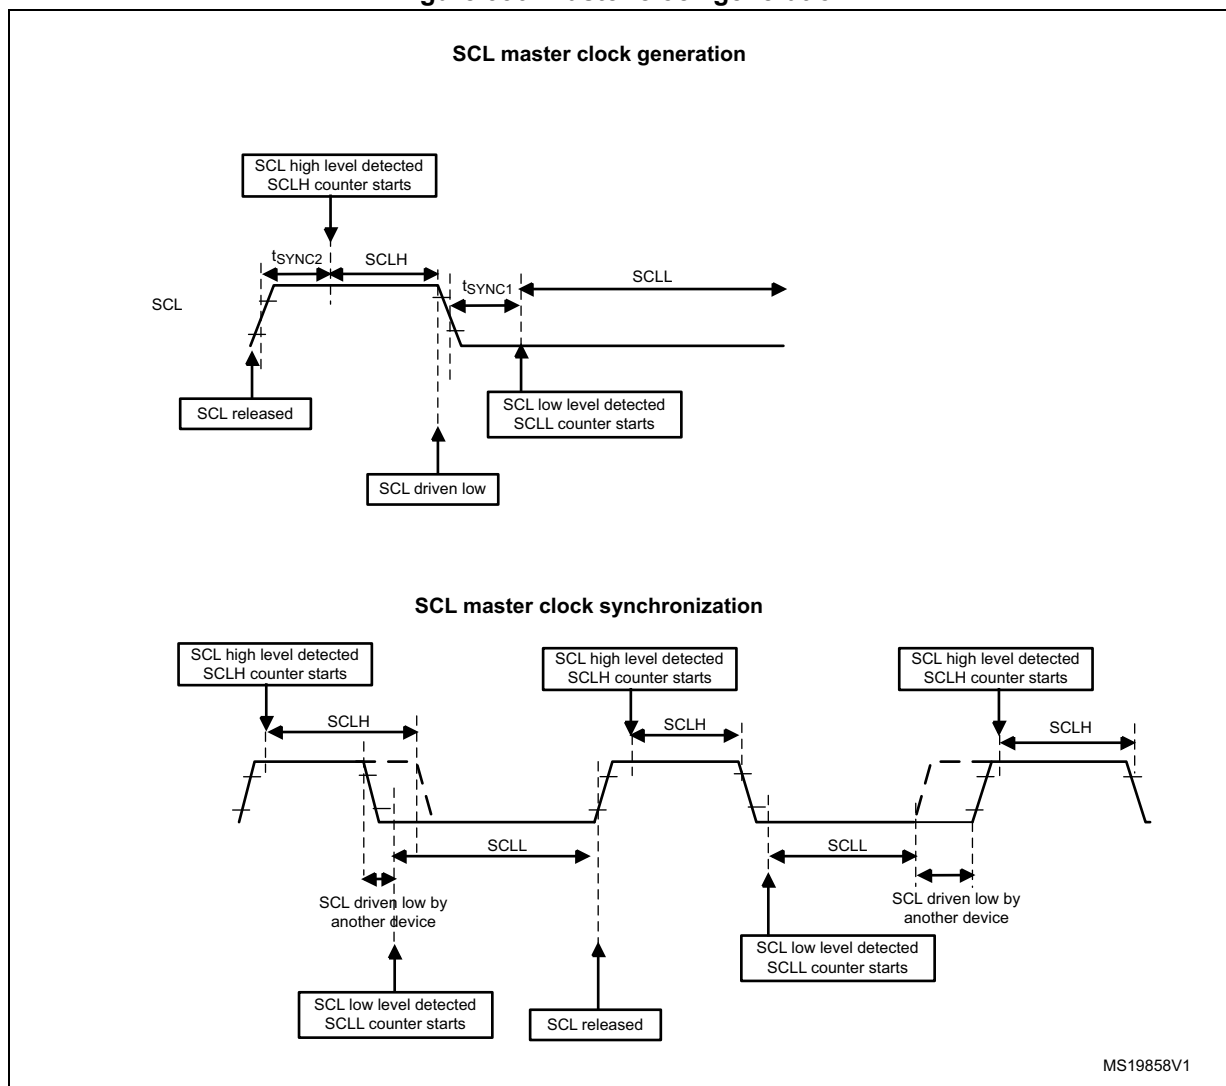 SCL master clock generation
SCL high level detected
SCLH counter starts
tSYNC2
SCLH
tSYNC1
SCLL
SCL
SCL released
SCL low level detected
SCLL counter starts
SCL driven low
SCL master clock synchronization
SCL high level detected
SCLH counter starts
SCL high level detected
SCLH counter starts
SCL high level detected
SCLH counter starts
SCLH
SCLH
SCLH
SCLL
SCLL
SCL driven low by
another device
SCL driven low by
another device
SCL low level detected
SCLL counter starts
SCL low level detected
SCLL counter starts
SCL released
MS19858V1